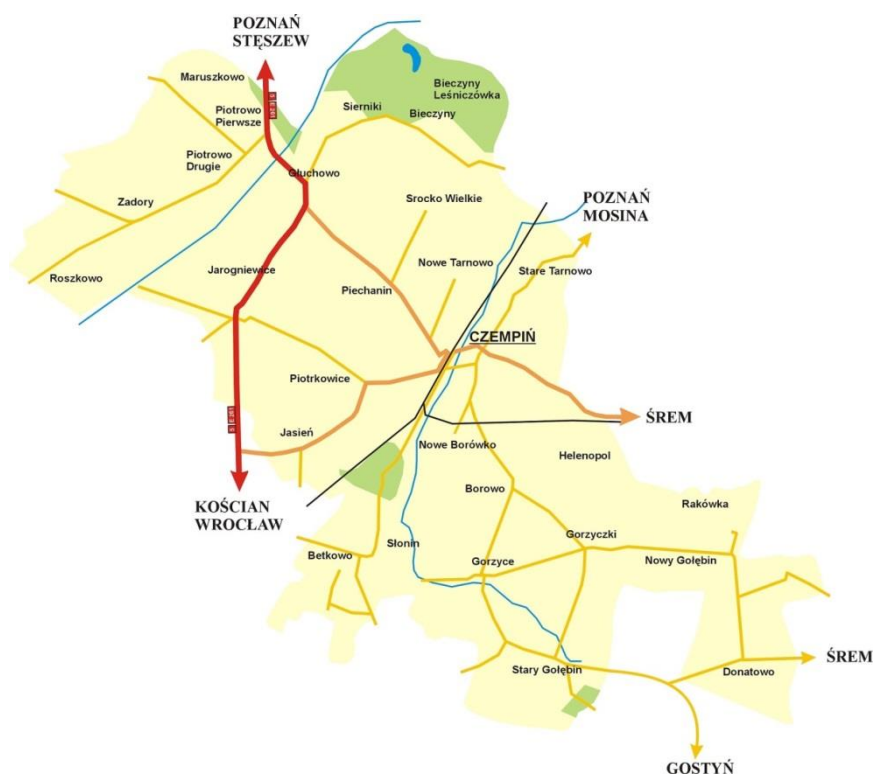 POZNAŃ
STĘSZEW
Maruszkowo
Piotrowo
Pierwsze
Sierniki
Bieczyny
Leśniczówka
Bieczyny
Piotrowo
Drugie
Głuchowo
Zadory
Srocko Wielkie
POZNAŃ
MOSINA
Roszkowo
Jarogniewice
Nowe Tarnowo
Stare Tarnowo
Piechanin
CZEMPIŃ
Piotrkowice
ŚREM
Jasień
Nowe Borówko
Helenopol
KOŚCIAN
WROCŁAW
Borowo
Rakówka
Gorzyczki
Słonin
Betkowo
Gorzyce
Nowy Gołębin
Stary Gołębin
Donatowo
ŚREM
GOSTYŃ